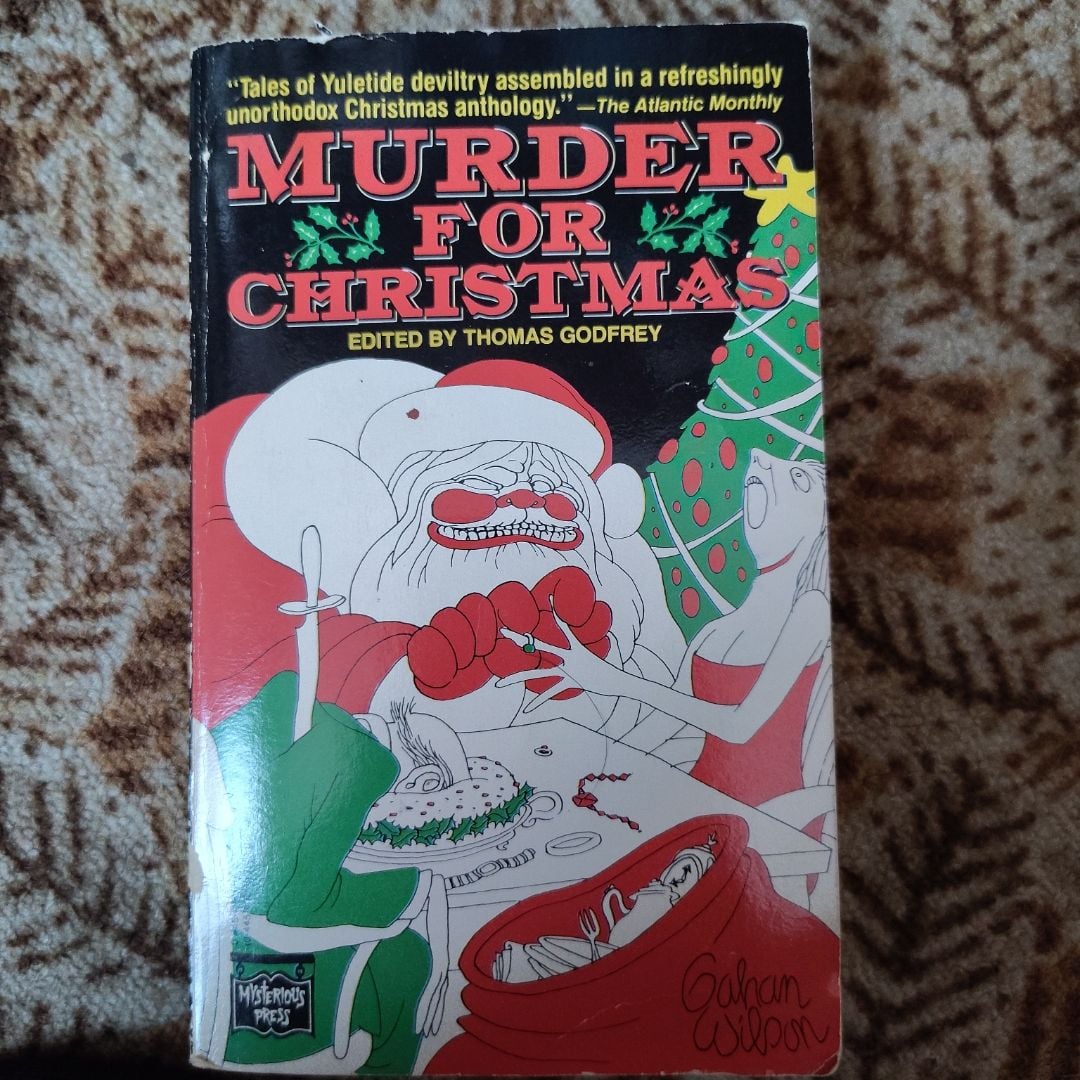 "Tales of Yuletide deviltry assembled in a refreshingly
unorthodox Christmas anthology." —The Atlantic Monthly
MURDER
FOR
CHRISTMAS
EDITED BY THOMAS GODFREY
MYSTERIOUS
PRESS
Gahan
Wilson